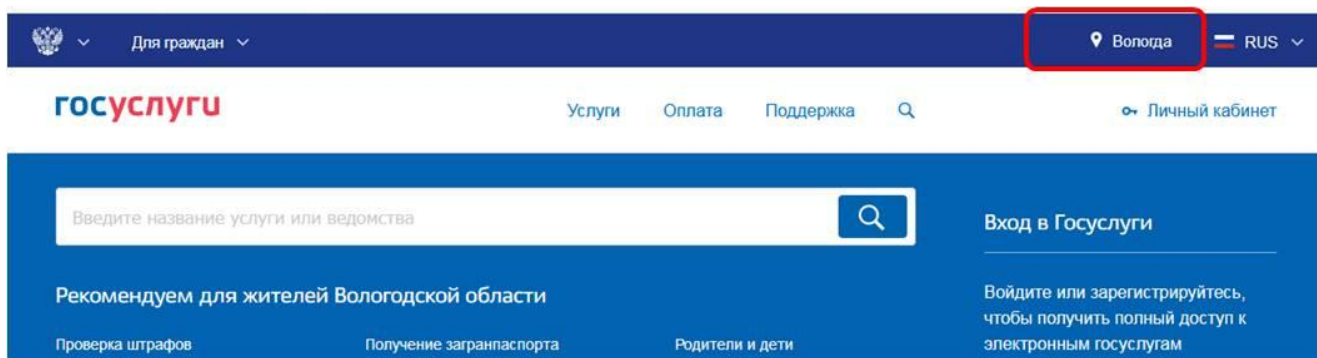 Для граждан
Вологда
RUS
госуслуги
Услуги Оплата Поддержка
Личный кабинет
Введите название услуги или ведомства
Рекомендуем для жителей Вологодской области
Проверка штрафов Получение загранпаспорта Родители и дети
Вход в Госуслуги
Войдите или зарегистрируйтесь,
чтобы получить полный доступ к
электронным госуслугам